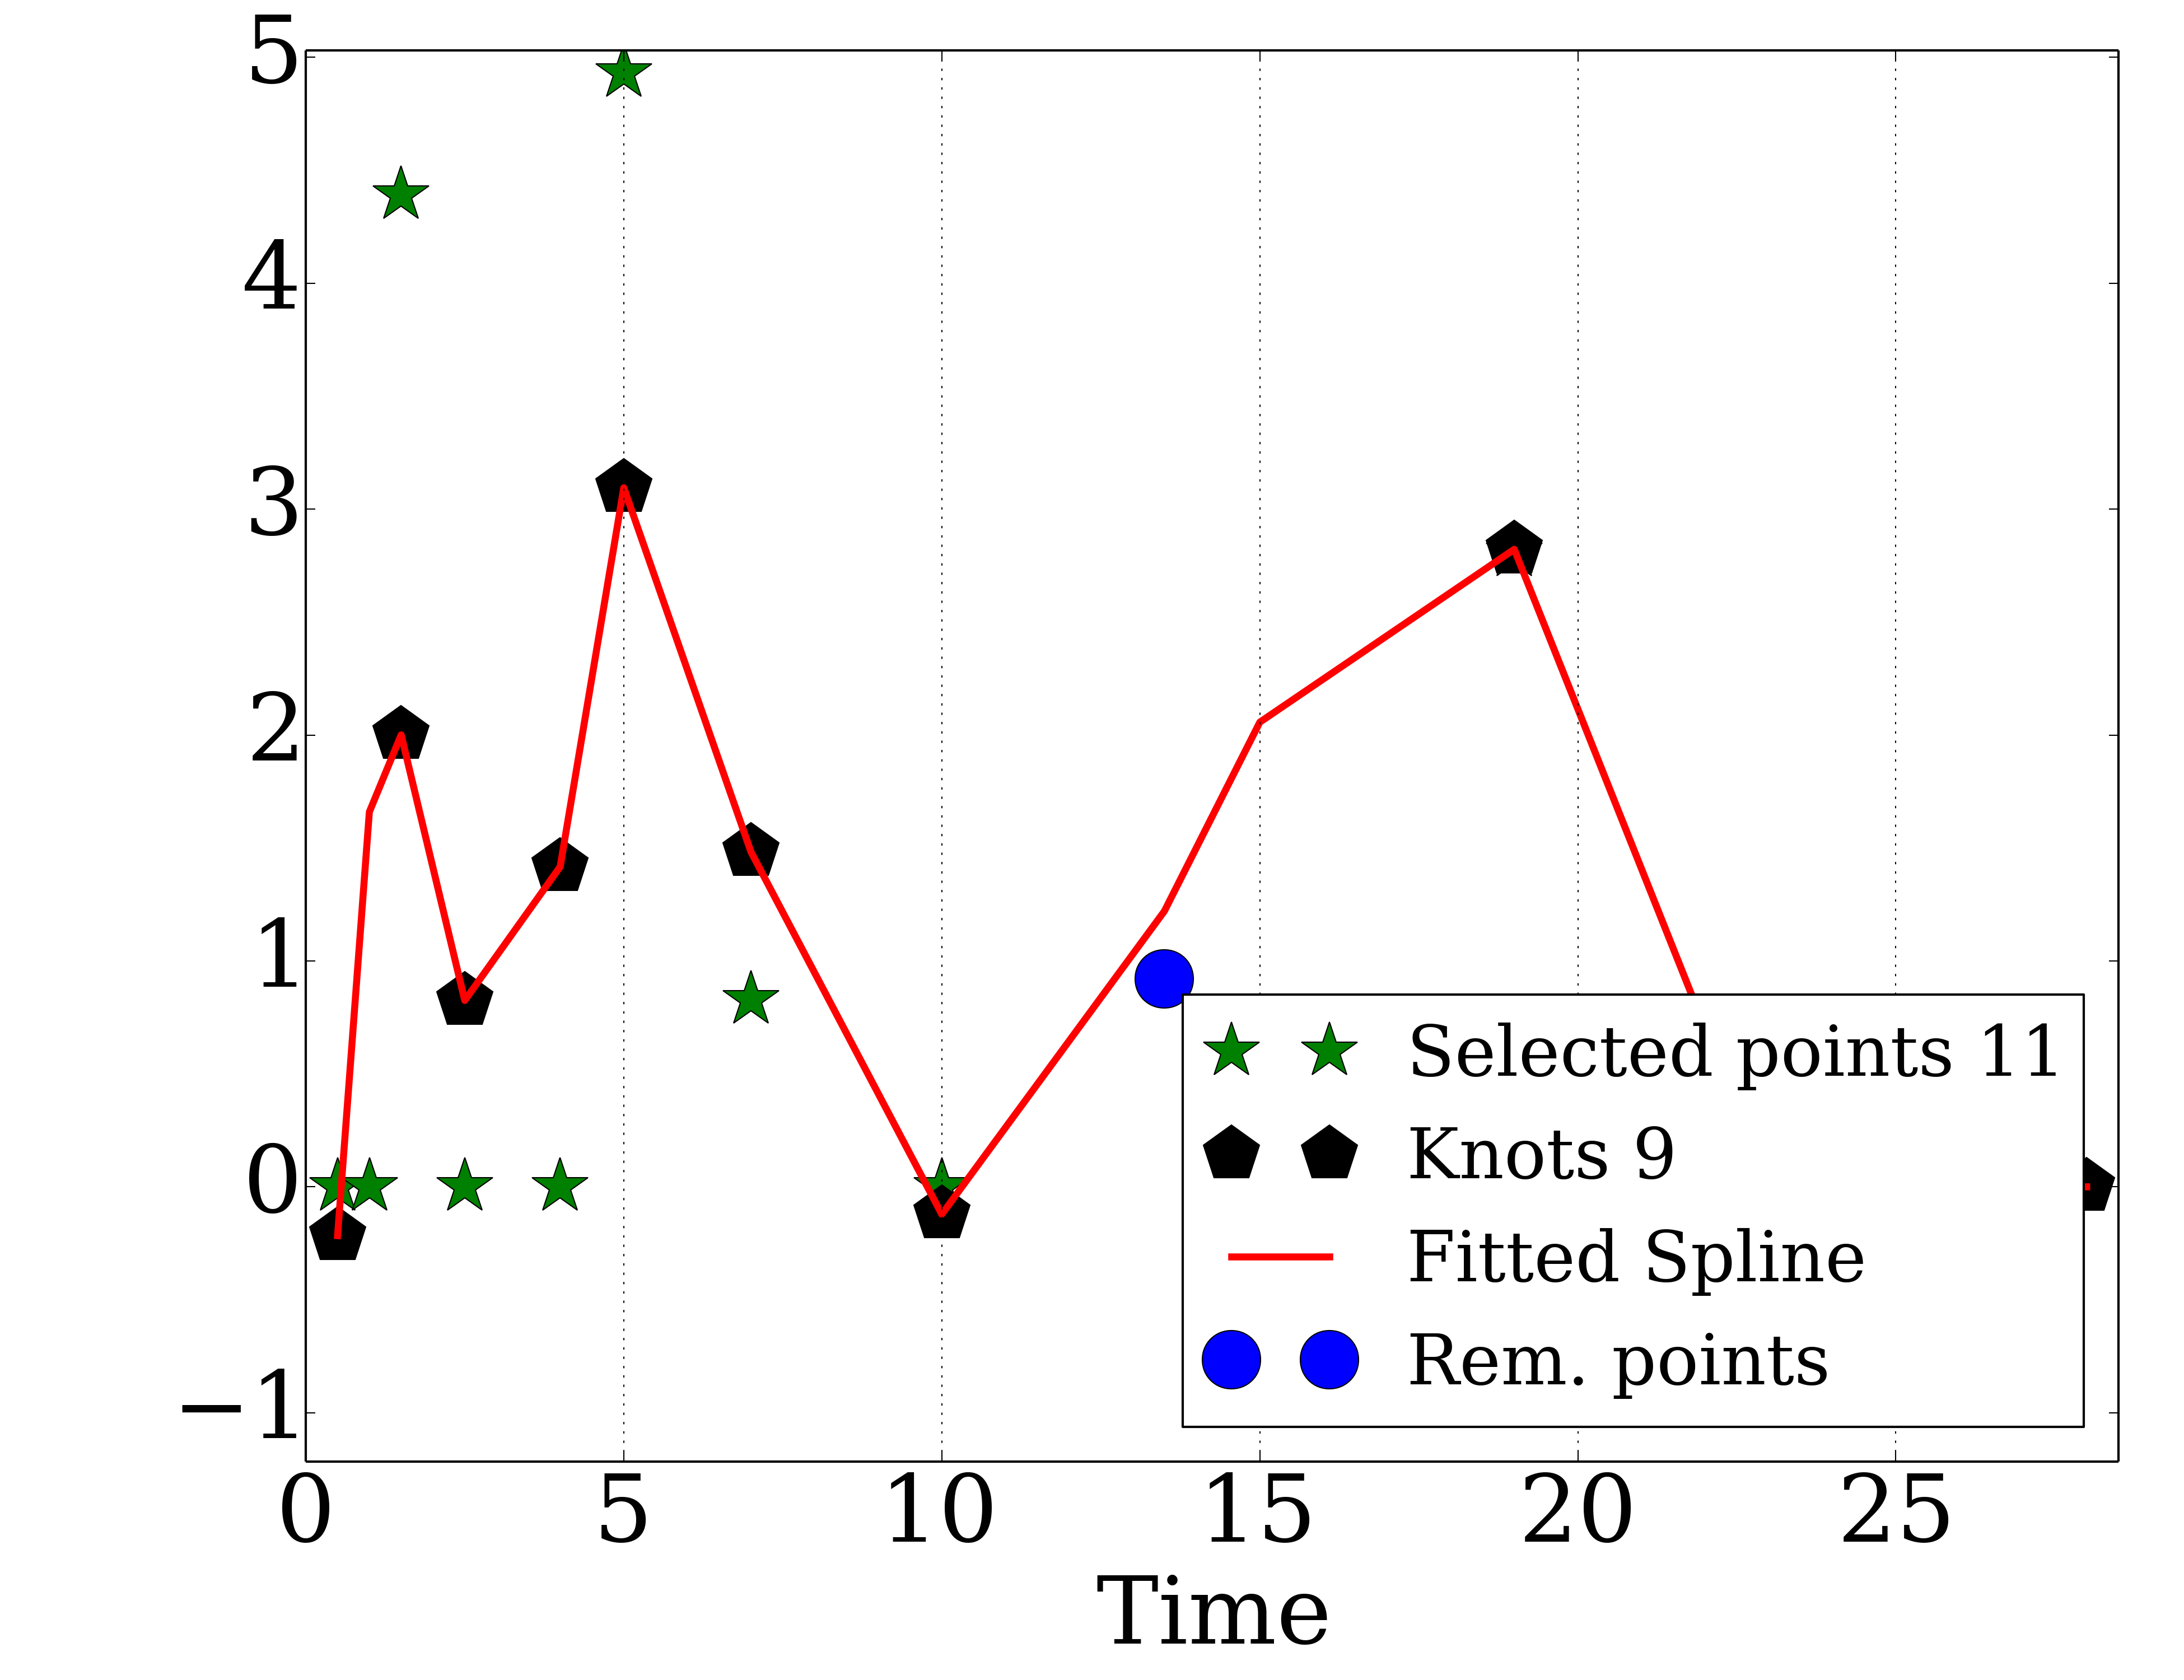 5
4
3
2
1
0
−1
0 5 10 15 20 25
Time
Selected points 11
Knots 9
Fitted Spline
Rem. points